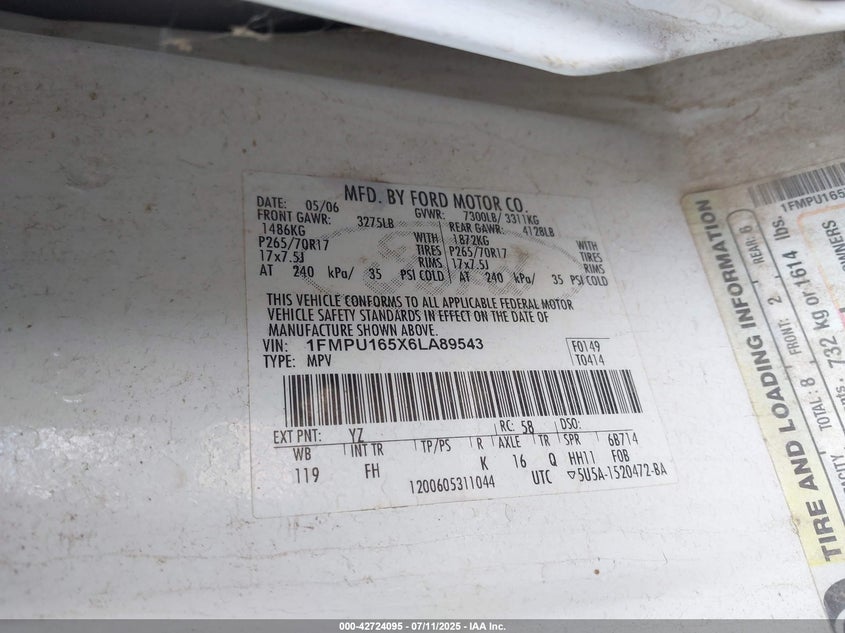 MFD. BY FORD MOTOR CO.
DATE: 05/06 GVWR: 7300LB/ 3311KG
FRONT GAWR: 3275LB REAR GAWR: 4128LB
1486KG WITH 1872KG WITH
P265/70R17 TIRES P265/70R17 TIRES
17x7.5J RIMS 17x7.5J RIMS
AT 240 kPa/ 35 PSI COLD AT 240 kPa/ 35 PSI COLD
THIS VEHICLE CONFORMS TO ALL APPLICABLE FEDERAL MOTOR
VEHICLE SAFETY STANDARDS IN EFFECT ON THE DATE OF
MANUFACTURE SHOWN ABOVE.
VIN: 1FMPU165X6LA89543 F0149
TYPE: MPV T0414
EXT PNT: YZ RC: 58 DSO:
WB INT TR TP/PS R AXLE TR SPR 6B714
119 FH K 16 Q HH11 FOB
1200605311044 UTC ▽5U5A-1520472-BA
1FMPU165
TIRE AND LOADING INFORMATION
TOTAL: 8 FRONT: 2 REAR: 6
732 kg or 1614 lbs.
OWNERS
000-42724095 - 07/11/2025 - IAA Inc.